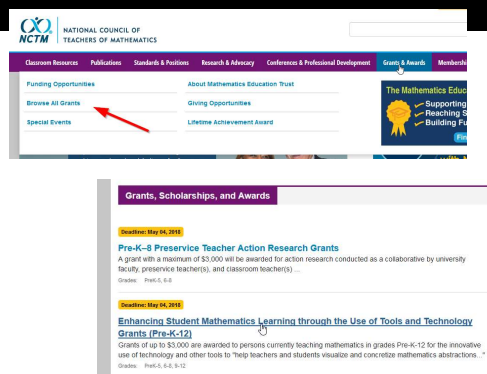 NCTM
NATIONAL COUNCIL OF
TEACHERS OF MATHEMATICS
Classroom Resources Publications Standards & Positions Research & Advocacy Conferences & Professional Development Grants & Awards
Funding Opportunities About Mathematics Education Trust
Browse All Grants Giving Opportunities
Special Events Lifetime Achievement Award
The Mathematics
Supporting
Reaching
Building
Grants, Scholarships, and Awards
Deadline: May 04, 2018
Pre-K–8 Preservice Teacher Action Research Grants
A grant with a maximum of $3,000 will be awarded for action research conducted as a collaborative by university
faculty, preservice teacher(s), and classroom teacher(s) ...
Grades: PreK-5, 6-8
Deadline: May 04, 2018
Enhancing Student Mathematics Learning through the Use of Tools and Technology
Grants (Pre-K-12)
Grants of up to $3,000 are awarded to persons currently teaching mathematics in grades Pre-K-12 for the innovative
use of technology and other tools to "help teachers and students visualize and concretize mathematics abstractions..."
Grades: PreK-5, 6-8, 9-12